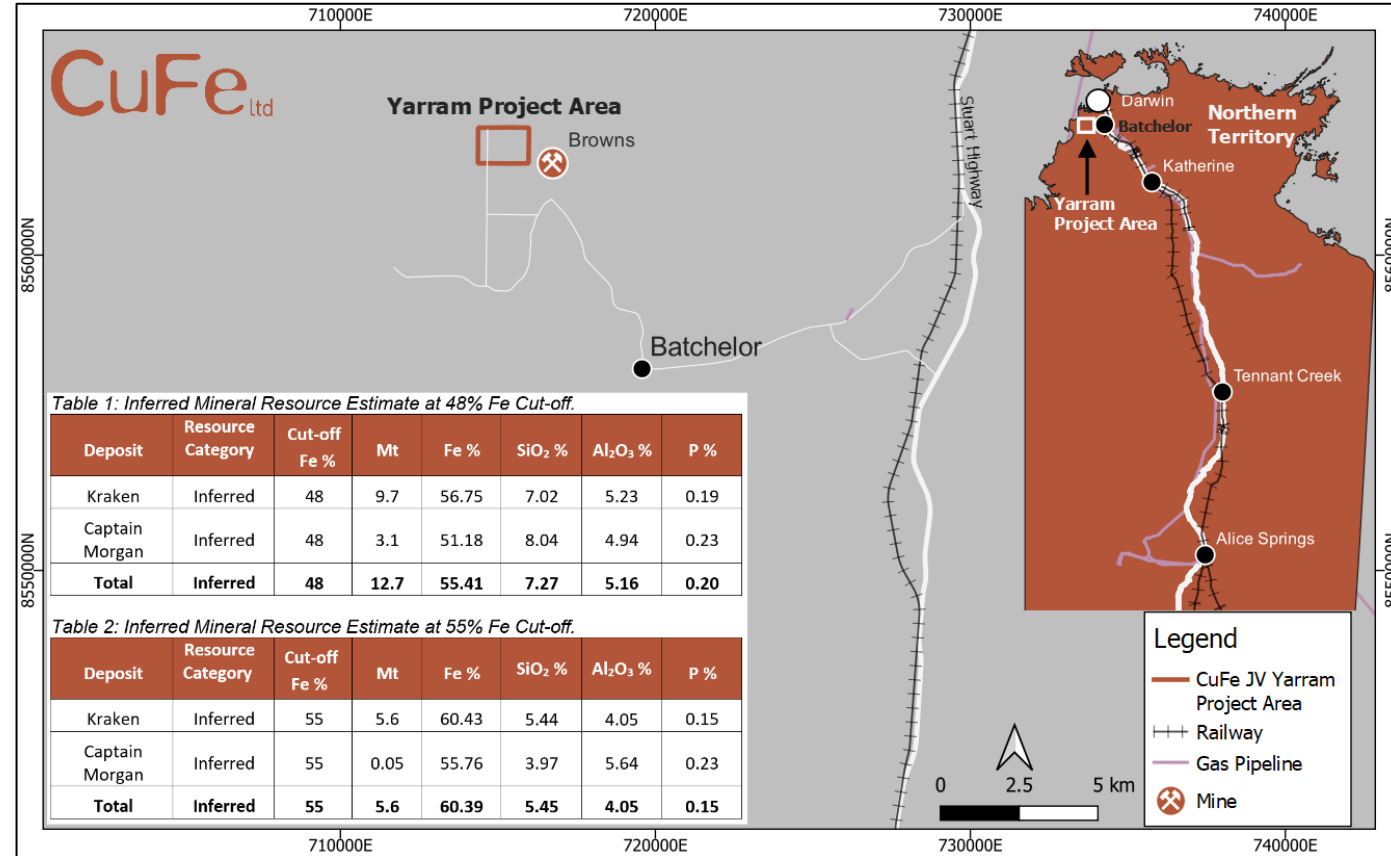 710000E 720000E 730000E 740000E
CuFe ltd
Yarram Project Area
Browns
Stuart Highway
Batchelor
8560000N
8550000N
Darwin
Batchelor
Northern
Territory
Katherine
Yarram
Project Area
Tennant Creek
Alice Springs
8560000N
8550000N
Table 1: Inferred Mineral Resource Estimate at 48% Fe Cut-off.
Deposit Resource Category Cut-off Fe % Mt Fe % SiO₂ % Al₂O₃ % P %
Kraken Inferred 48 9.7 56.75 7.02 5.23 0.19
Captain Morgan Inferred 48 3.1 51.18 8.04 4.94 0.23
Total Inferred 48 12.7 55.41 7.27 5.16 0.20
Table 2: Inferred Mineral Resource Estimate at 55% Fe Cut-off.
Deposit Resource Category Cut-off Fe % Mt Fe % SiO₂ % Al₂O₃ % P %
Kraken Inferred 55 5.6 60.43 5.44 4.05 0.15
Captain Morgan Inferred 55 0.05 55.76 3.97 5.64 0.23
Total Inferred 55 5.6 60.39 5.45 4.05 0.15
0 2.5 5 km
Legend
CuFe JV Yarram
Project Area
Railway
Gas Pipeline
Mine
710000E 720000E 730000E 740000E